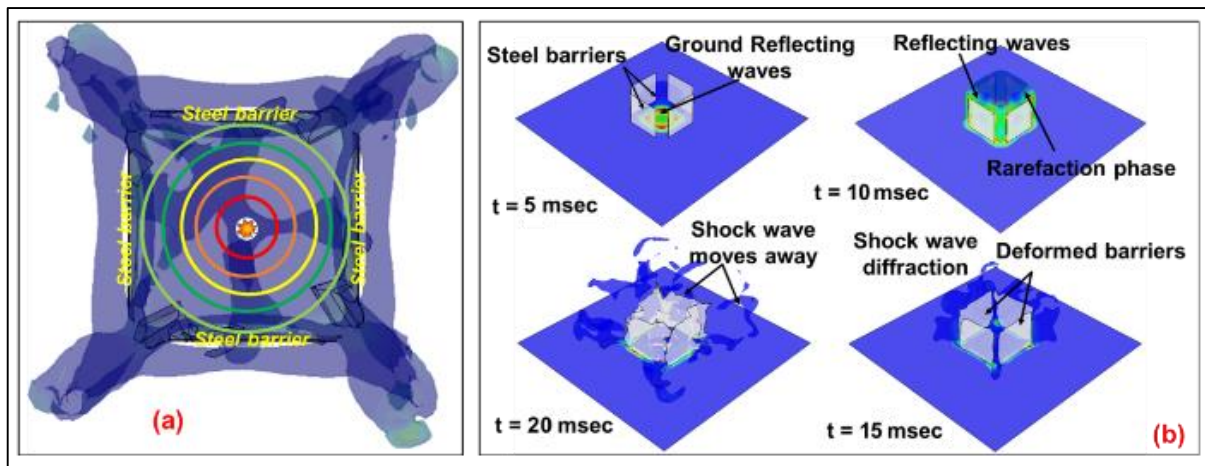 Steel barrier
Steel barrier
Steel barrier
Steel barrier
(a)
Steel barriers
Ground Reflecting
waves
t = 5 msec
Reflecting waves
Rarefaction phase
t = 10 msec
Shock wave
moves away
t = 20 msec
Shock wave
diffraction
Deformed barriers
t = 15 msec
(b)